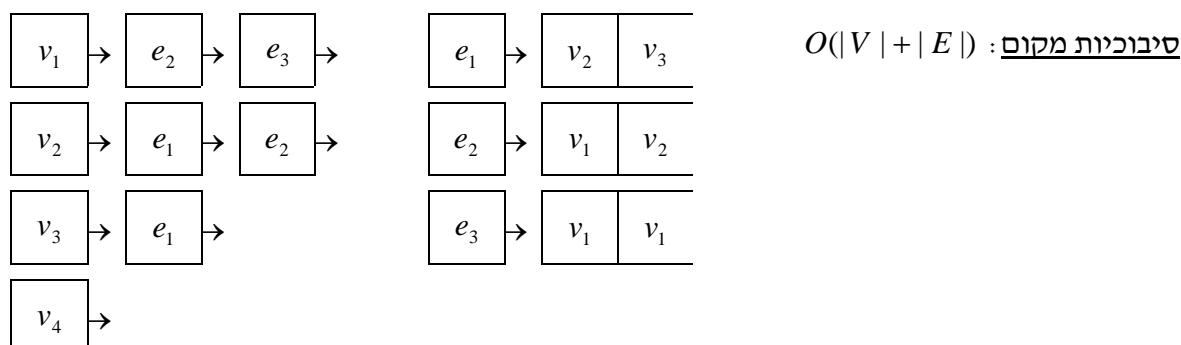 סיבוכיות מקום: O(| V | + | E |)
v₁ → e₂ → e₃ →
v₂ → e₁ → e₂ →
v₃ → e₁ →
v₄ →
e₁ → v₂ v₃
e₂ → v₁ v₂
e₃ → v₁ v₁